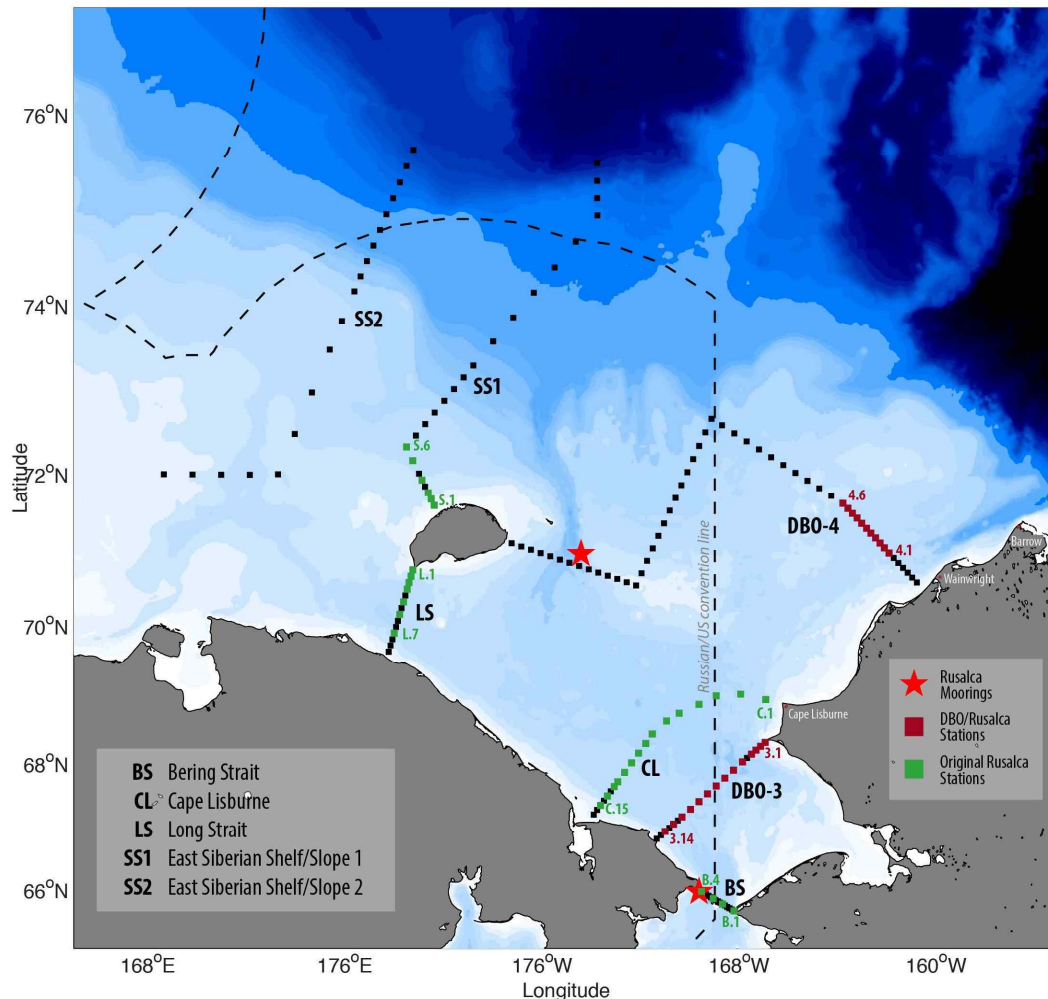 76°N
74°N
72°N
70°N
68°N
66°N
Latitude
168°E
176°E
176°W
168°W
160°W
Longitude
SS2
SS1
S.6
S.1
L.1
LS
L.7
DBO-4
4.6
4.1
Barrow
Wainwright
Russian/US convention line
C.1
Cape Lisburne
CL
C.15
3.1
DBO-3
3.14
B.4
BS
B.1
Rusalca
Moorings
DBO/Rusalca
Stations
Original Rusalca
Stations
BS Bering Strait
CL Cape Lisburne
LS Long Strait
SS1 East Siberian Shelf/Slope 1
SS2 East Siberian Shelf/Slope 2